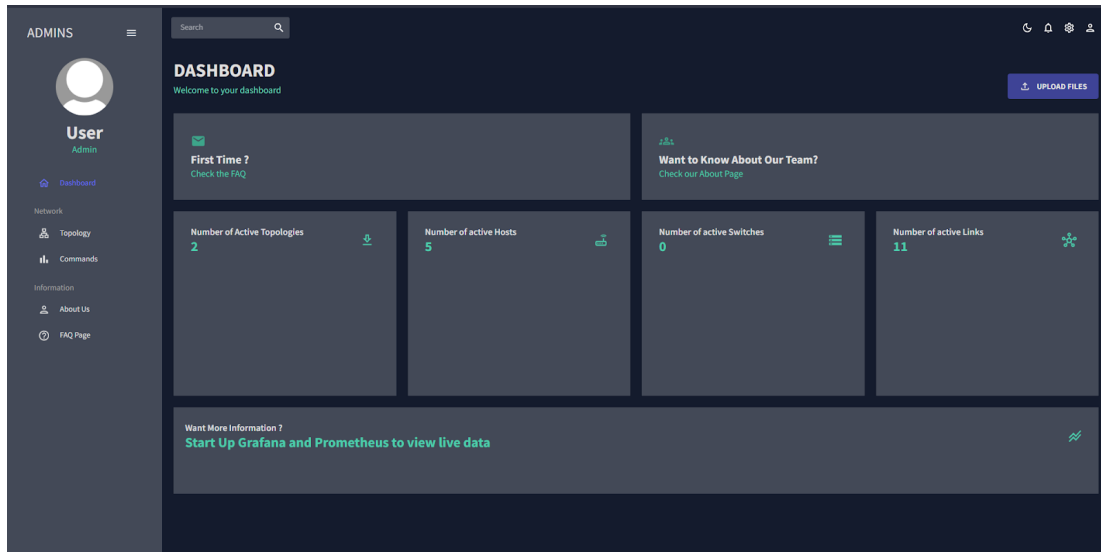 ADMINS
User
Admin
Dashboard
Network
Topology
Commands
Information
About Us
FAQ Page
Search
DASHBOARD
Welcome to your dashboard
UPLOAD FILES
First Time ?
Check the FAQ
Want to Know About Our Team?
Check our About Page
Number of Active Topologies
2
Number of active Hosts
5
Number of active Switches
0
Number of active Links
11
Want More Information ?
Start Up Grafana and Prometheus to view live data